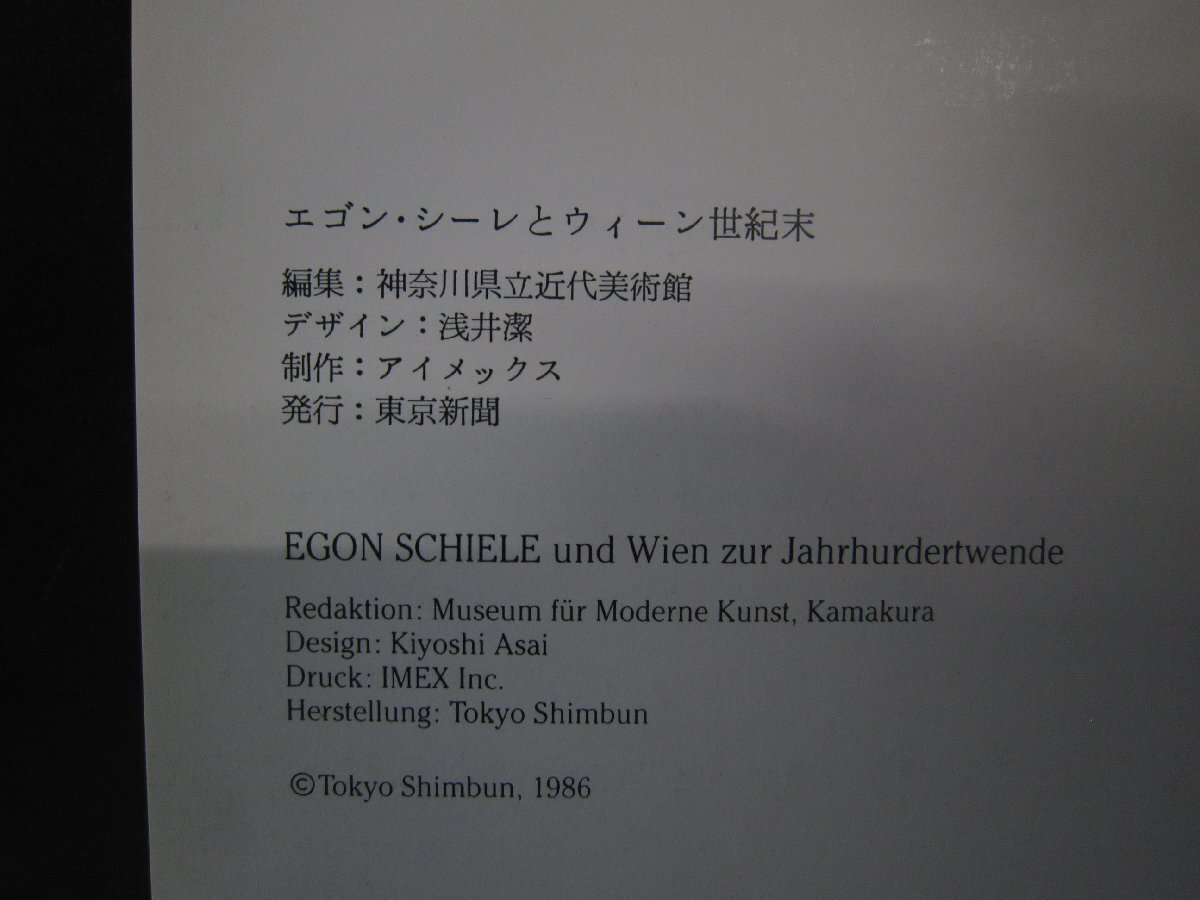 エゴン・シーレとウィーン世紀末
編集：神奈川県立近代美術館
デザイン：浅井潔
制作：アイメックス
発行：東京新聞
EGON SCHIELE und Wien zur Jahrhurdertwende
Redaktion: Museum für Moderne Kunst, Kamakura
Design: Kiyoshi Asai
Druck: IMEX Inc.
Herstellung: Tokyo Shimbun
©Tokyo Shimbun, 1986